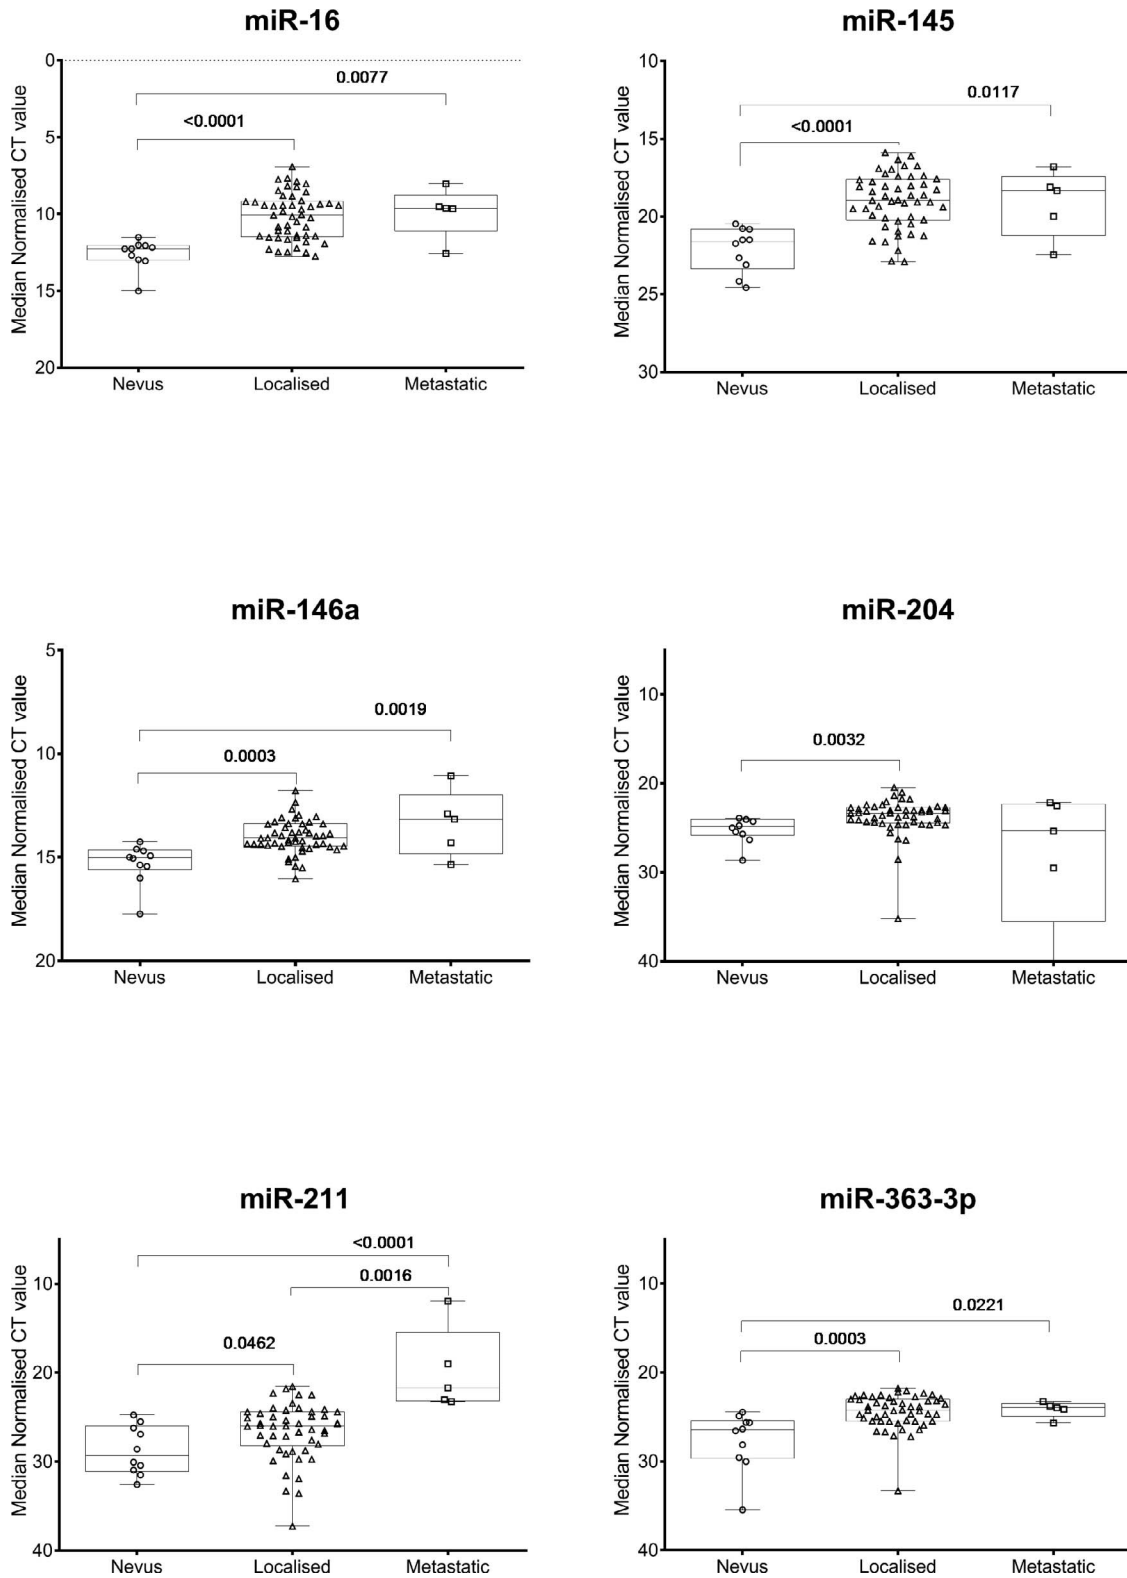 miR-16
Median Normalised CT value
0
5
10
15
20
0.0077
<0.0001
Nevus
Localised
Metastatic
miR-145
Median Normalised CT value
10
15
20
25
30
0.0117
<0.0001
Nevus
Localised
Metastatic
miR-146a
Median Normalised CT value
5
10
15
20
0.0019
0.0003
Nevus
Localised
Metastatic
miR-204
Median Normalised CT value
10
20
30
40
0.0032
Nevus
Localised
Metastatic
miR-211
Median Normalised CT value
10
20
30
40
<0.0001
0.0016
0.0462
Nevus
Localised
Metastatic
miR-363-3p
Median Normalised CT value
10
20
30
40
0.0221
0.0003
Nevus
Localised
Metastatic